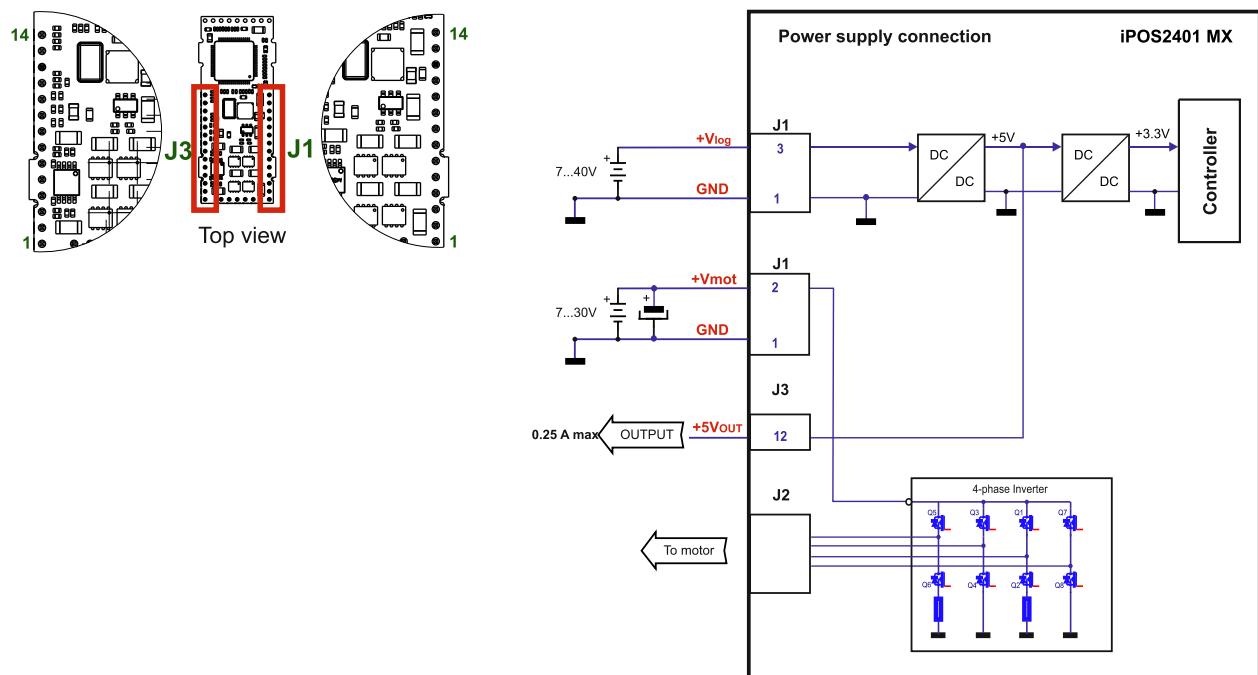 14
14
J3
J1
1
1
Top view
Power supply connection
iPOS2401 MX
J1
+Vlog
3
7...40V
+
GND
1
DC
DC
+5V
DC
DC
+3.3V
Controller
J1
+Vmot
2
7...30V
+
+
GND
1
J3
+5VOUT
12
0.25 A max
OUTPUT
J2
To motor
4-phase Inverter
Q5
Q3
Q1
Q7
Q6
Q4
Q2
Q8